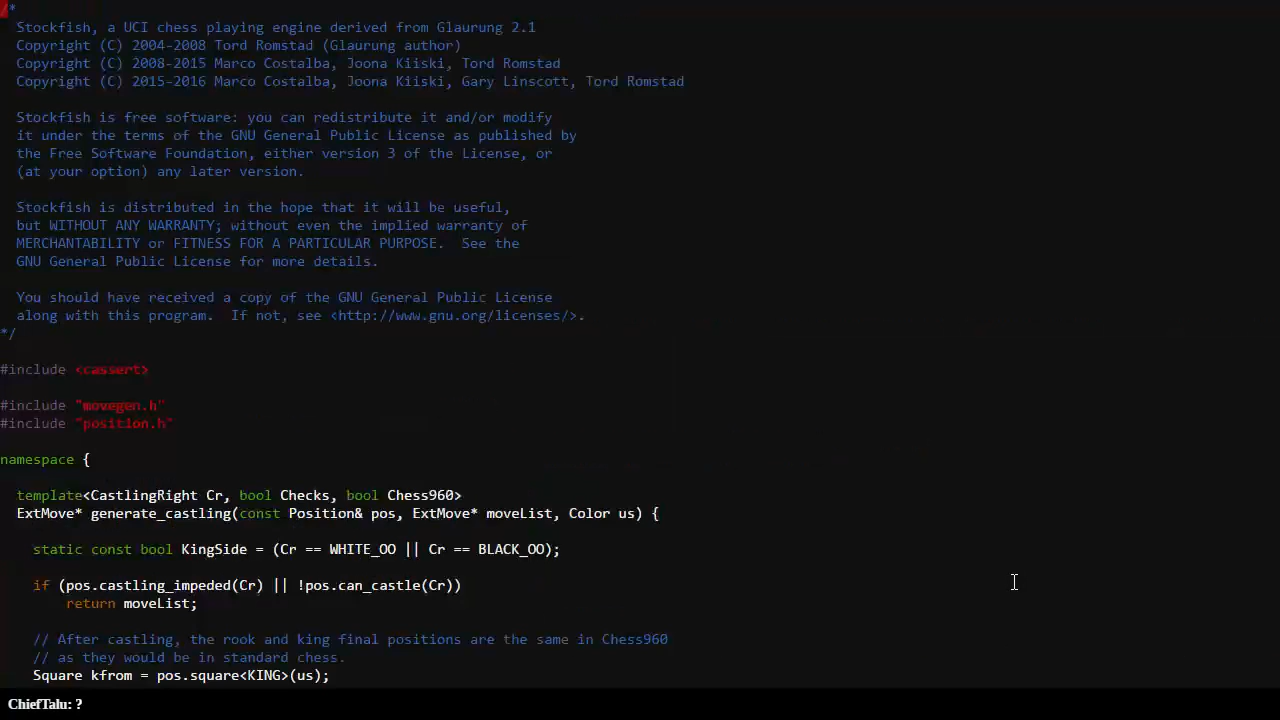 /*
Stockfish, a UCI chess playing engine derived from Glaurung 2.1
Copyright (C) 2004-2008 Tord Romstad (Glaurung author)
Copyright (C) 2008-2015 Marco Costalba, Joona Kiiski, Tord Romstad
Copyright (C) 2015-2016 Marco Costalba, Joona Kiiski, Gary Linscott, Tord Romstad
Stockfish is free software: you can redistribute it and/or modify
it under the terms of the GNU General Public License as published by
the Free Software Foundation, either version 3 of the License, or
(at your option) any later version.
Stockfish is distributed in the hope that it will be useful,
but WITHOUT ANY WARRANTY; without even the implied warranty of
MERCHANTABILITY or FITNESS FOR A PARTICULAR PURPOSE.  See the
GNU General Public License for more details.
You should have received a copy of the GNU General Public License
along with this program.  If not, see <http://www.gnu.org/licenses/>.
*/
#include <cassert>
#include "movegen.h"
#include "position.h"
namespace {
template<CastlingRight Cr, bool Checks, bool Chess960>
ExtMove* generate_castling(const Position& pos, ExtMove* moveList, Color us) {
static const bool KingSide = (Cr == WHITE_OO || Cr == BLACK_OO);
if (pos.castling_impeded(Cr) || !pos.can_castle(Cr))
return moveList;
// After castling, the rook and king final positions are the same in Chess960
// as they would be in standard chess.
Square kfrom = pos.square<KING>(us);
ChiefTalu: ?